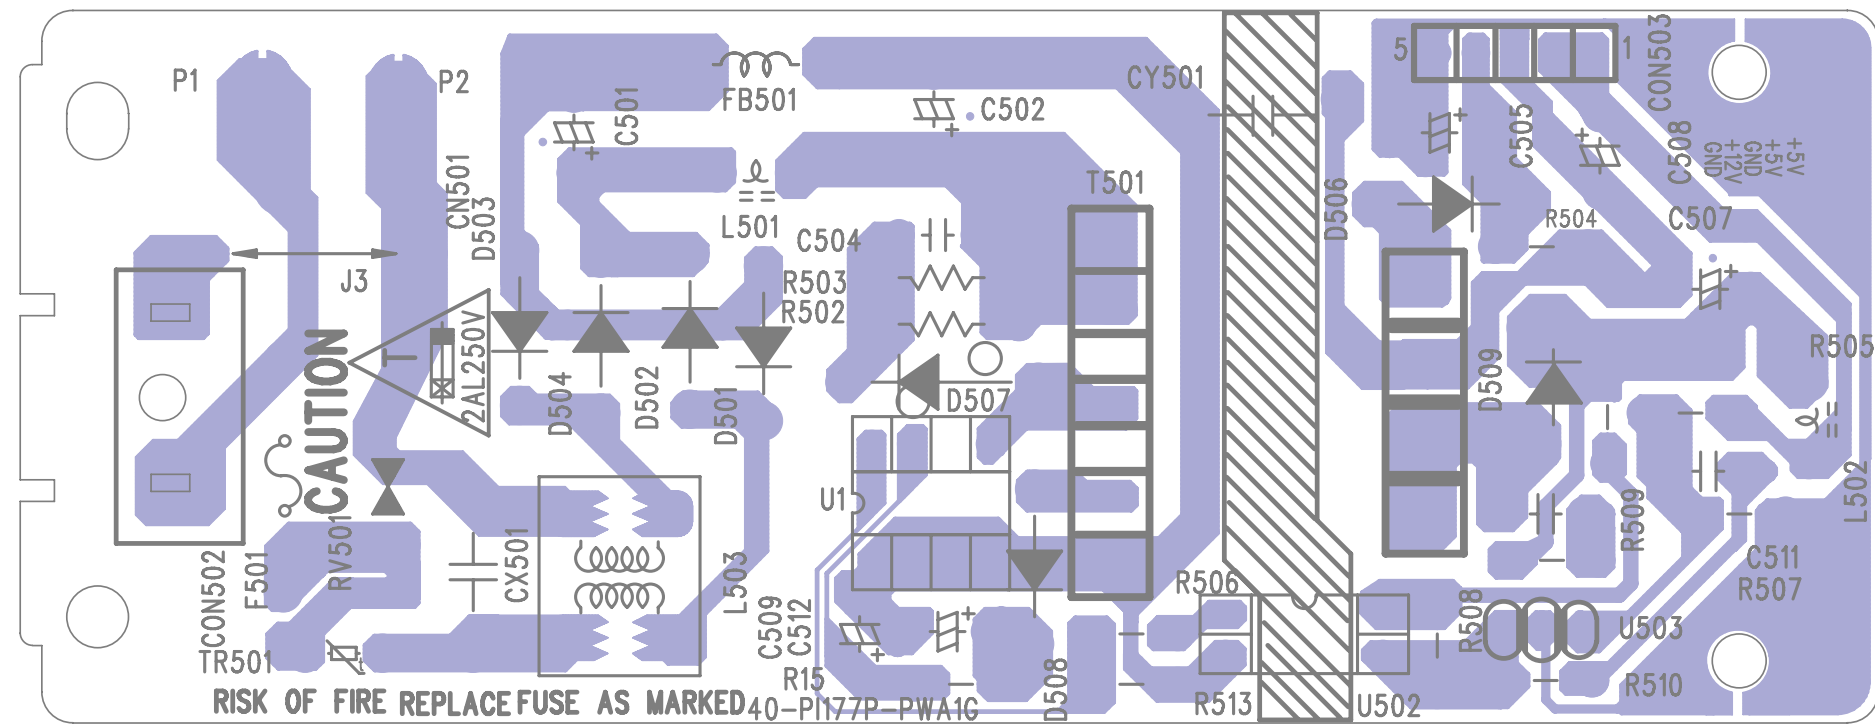 P1
P2
FB501
C501
C502
CY501
5
1
CON503
C505
C508
+5V
+5V
GND
+12V
GND
CN501
D503
L501
T501
D506
R504
C507
C504
R503
R502
J3
CAUTION
T
2AL250V
D504
D502
D501
D507
D509
R505
U1
L502
R509
CON502
F501
RV501
CX501
L503
C509
C512
R506
R508
U503
C511
R507
TR501
t
R15
D508
R513
U502
R510
RISK OF FIRE REPLACE FUSE AS MARKED
40-PI177P-PWA1G